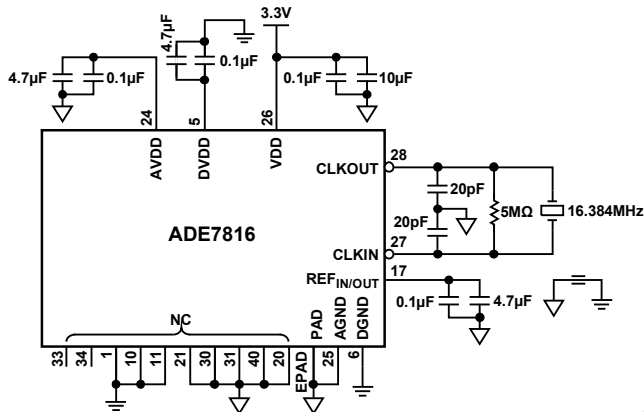 3.3V
4.7µF
0.1µF
4.7µF
0.1µF
0.1µF
10µF
24
5
26
AVDD
DVDD
VDD
CLKOUT
28
20pF
20pF
5MΩ
16.384MHz
ADE7816
CLKIN
27
REFIN/OUT
17
0.1µF
4.7µF
NC
PAD
AGND
DGND
33
34
1
10
11
21
30
31
40
20
EPAD
25
6